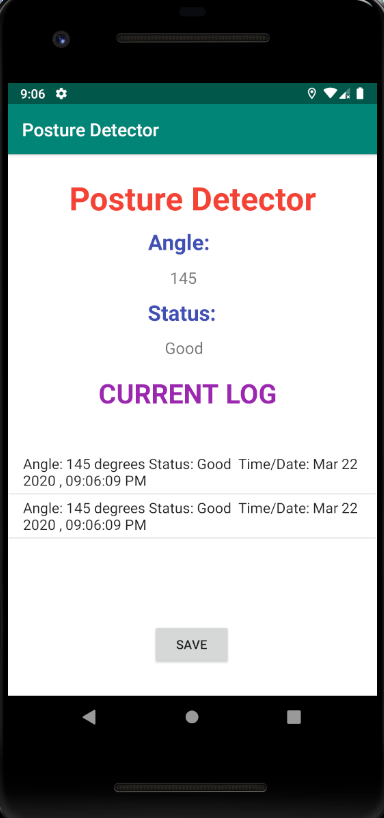 9:06
Posture Detector
Posture Detector
Angle:
145
Status:
Good
CURRENT LOG
Angle: 145 degrees Status: Good  Time/Date: Mar 22
2020 , 09:06:09 PM
Angle: 145 degrees Status: Good  Time/Date: Mar 22
2020 , 09:06:09 PM
SAVE